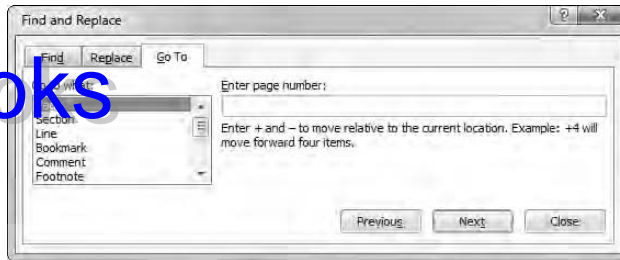 Find and Replace
Find Replace Go To
what: Enter page number:
Section
Line
Bookmark
Comment
Footnote
Enter + and – to move relative to the current location. Example: +4 will
move forward four items.
Previous Next Close
oks